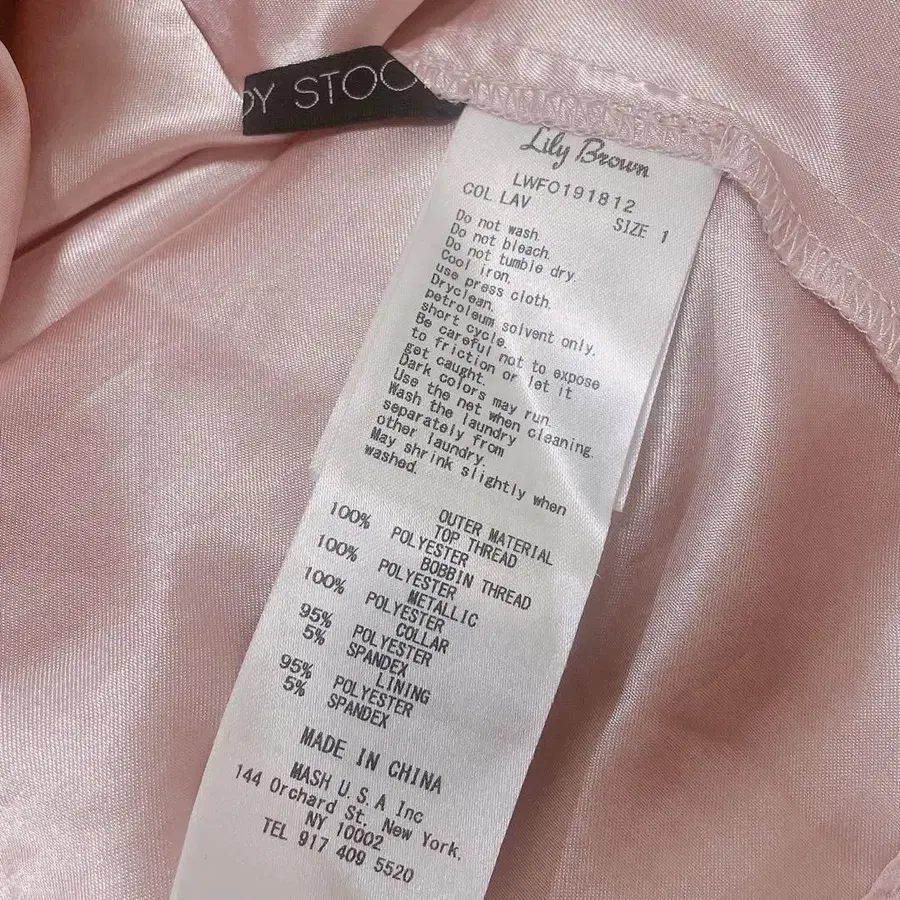 DY STOC
Lily Brown
LWFO191812
COL LAV
SIZE 1
Do not wash.
Do not bleach.
Do not tumble dry.
Cool iron.
use press cloth.
Dryclean,
petroleum solvent only.
short cycle.
Be careful not to expose
to friction or let it
get caught.
Dark colors may run.
Use the net when cleaning.
Wash the laundry
separately from
other laundry.
May shrink slightly when
washed.
OUTER MATERIAL
TOP THREAD
100% POLYESTER
BOBBIN THREAD
100% POLYESTER
METALLIC
100% POLYESTER
COLLAR
95% POLYESTER
5% SPANDEX
LINING
95% POLYESTER
5% SPANDEX
MADE IN CHINA
MASH U.S.A Inc
144 Orchard St, New York,
NY 10002
TEL 917 409 5520